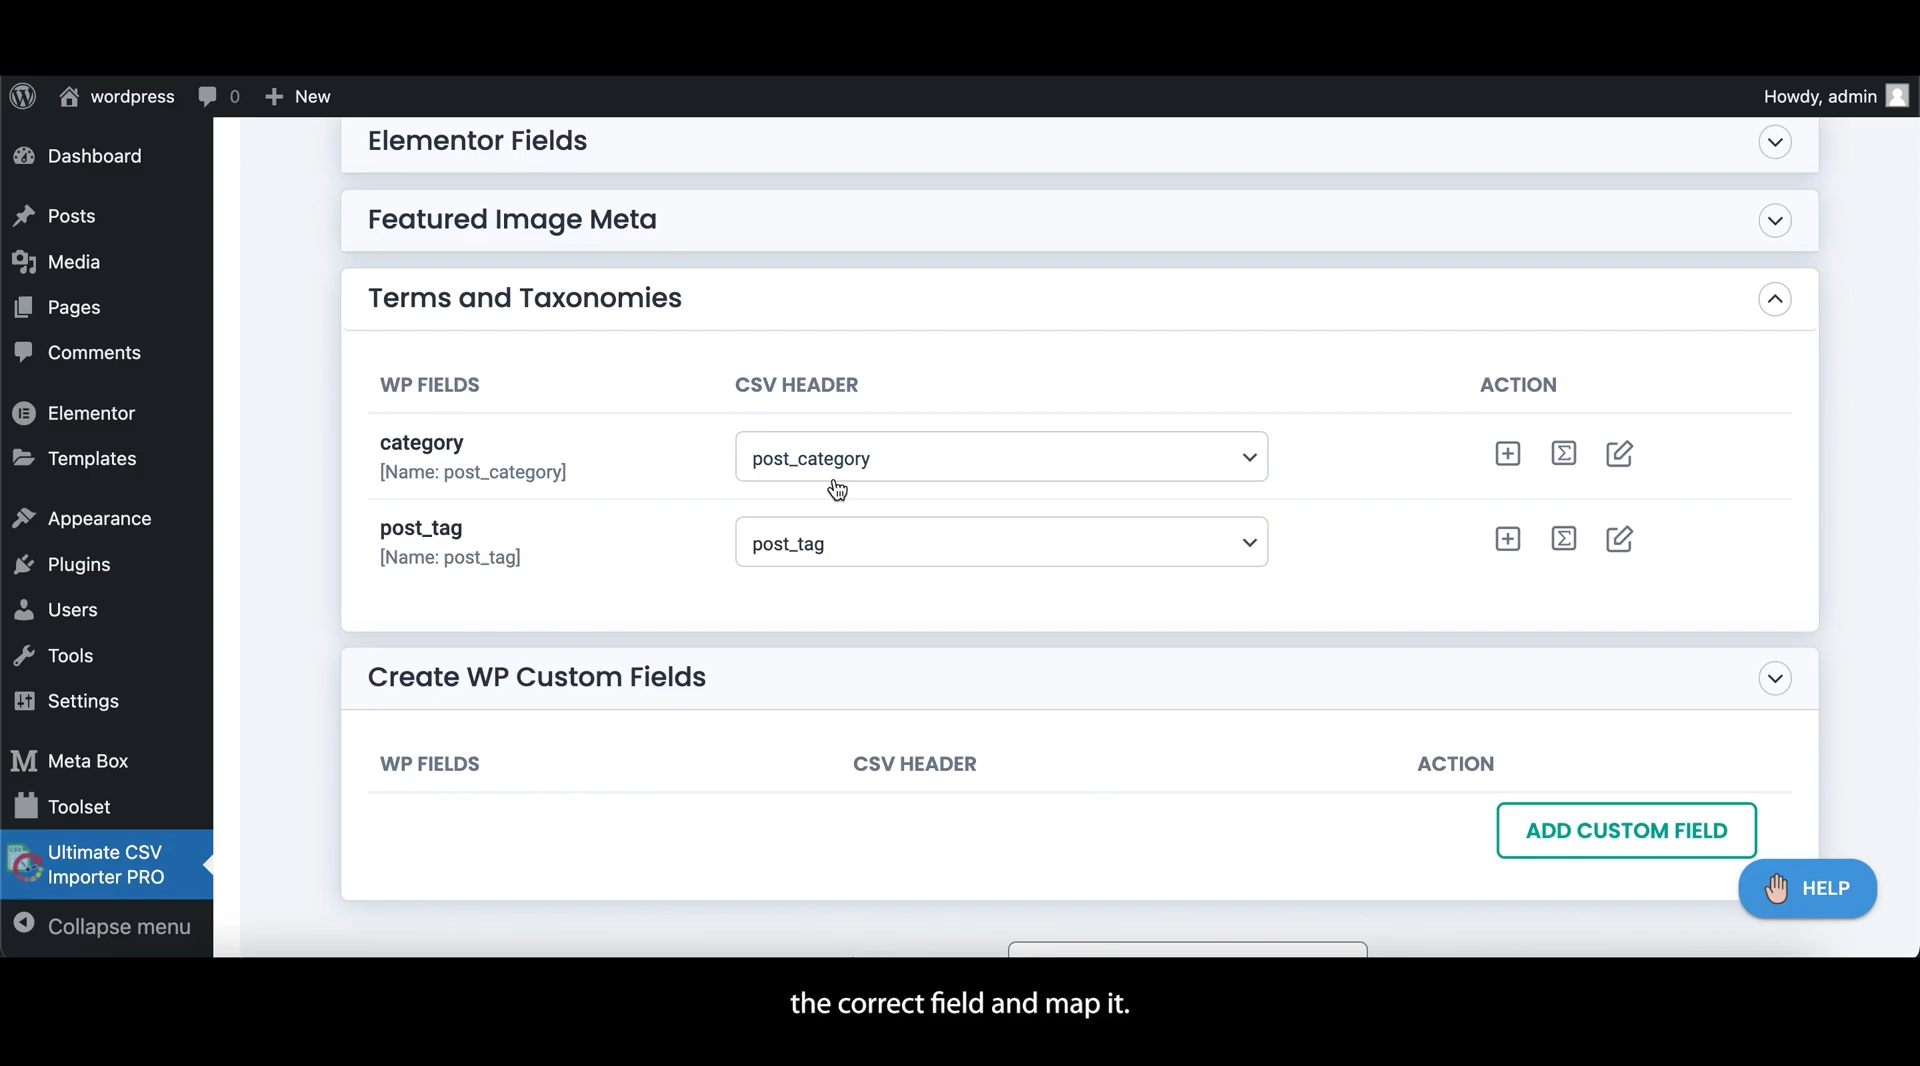 wordpress
0
New
Howdy, admin
Dashboard
Posts
Media
Pages
Comments
Elementor
Templates
Appearance
Plugins
Users
Tools
Settings
Meta Box
Toolset
Ultimate CSV
Importer PRO
Collapse menu
Elementor Fields
Featured Image Meta
Terms and Taxonomies
WP FIELDS
CSV HEADER
ACTION
category
[Name: post_category]
post_category
post_tag
[Name: post_tag]
post_tag
Create WP Custom Fields
WP FIELDS
CSV HEADER
ACTION
ADD CUSTOM FIELD
HELP
the correct field and map it.